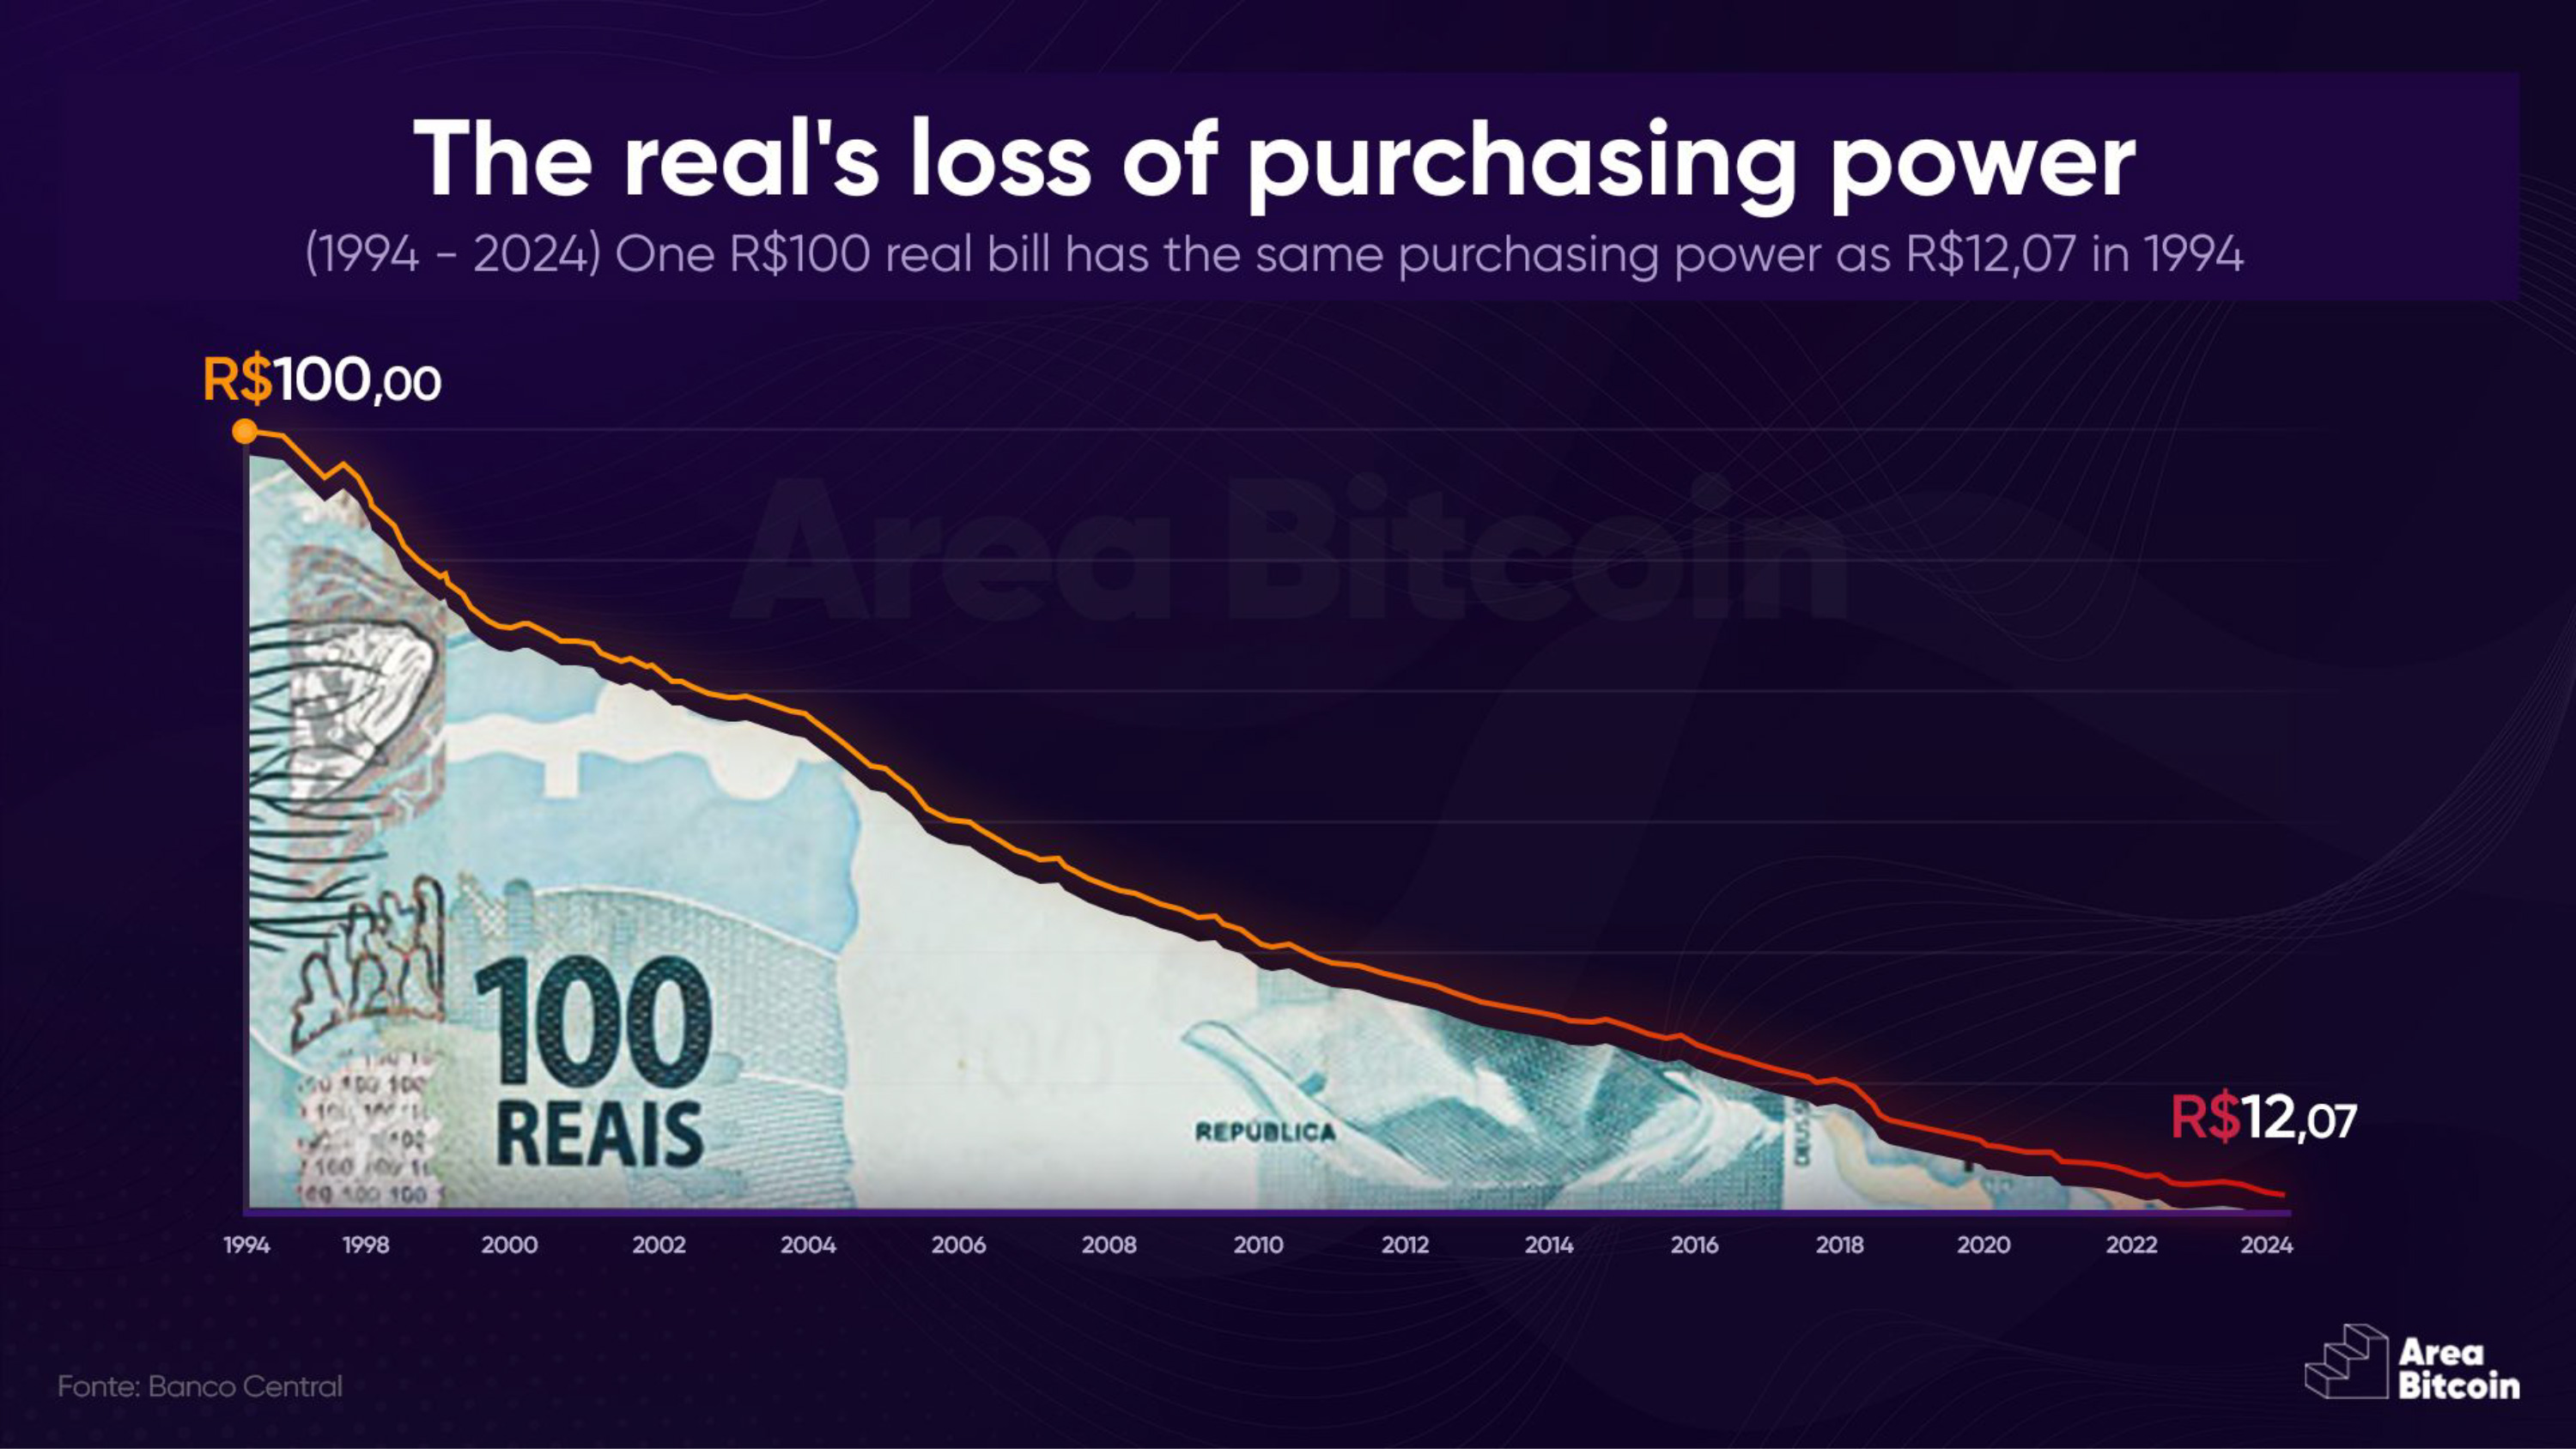 The real's loss of purchasing power
(1994 - 2024) One R$100 real bill has the same purchasing power as R$12,07 in 1994
R$100,00
Area Bitcoin
100
REAIS
REPÚBLICA
DEUS
R$12,07
1994 1998 2000 2002 2004 2006 2008 2010 2012 2014 2016 2018 2020 2022 2024
Fonte: Banco Central
Area
Bitcoin